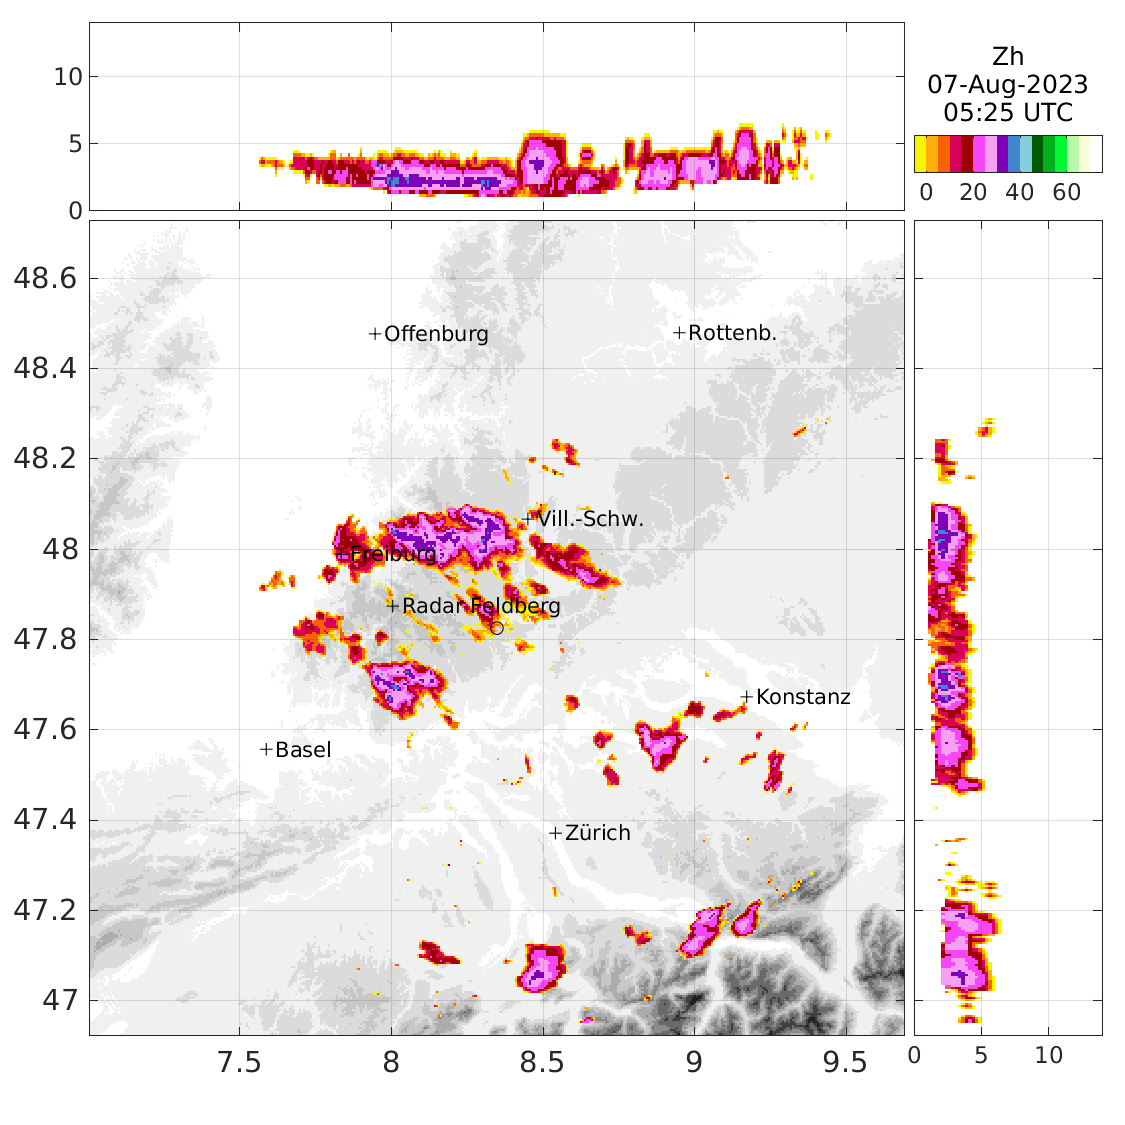 10
5
0
Zh
07-Aug-2023
05:25 UTC
0 20 40 60
48.6
48.4
48.2
48
47.8
47.6
47.4
47.2
47
Offenburg
Rottenb.
Vill.-Schw.
Freiburg
Radar Feldberg
Konstanz
Basel
Zürich
7.5 8 8.5 9 9.5
0 5 10